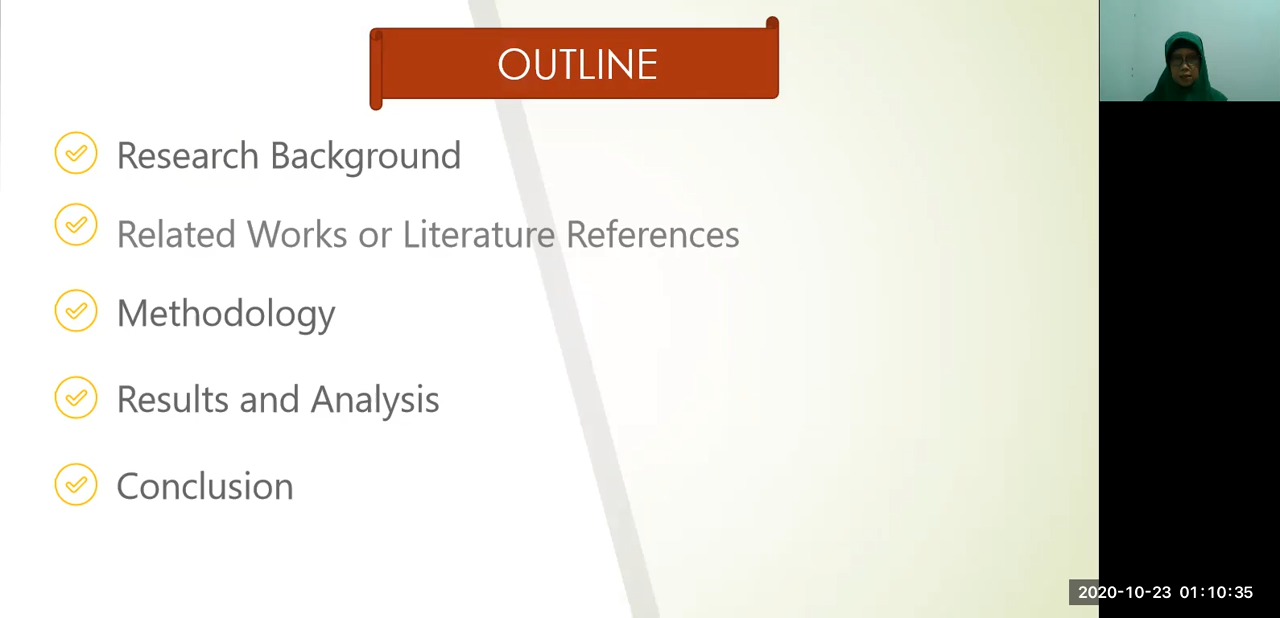 OUTLINE
Research Background
Related Works or Literature References
Methodology
Results and Analysis
Conclusion
2020-10-23 01:10:35